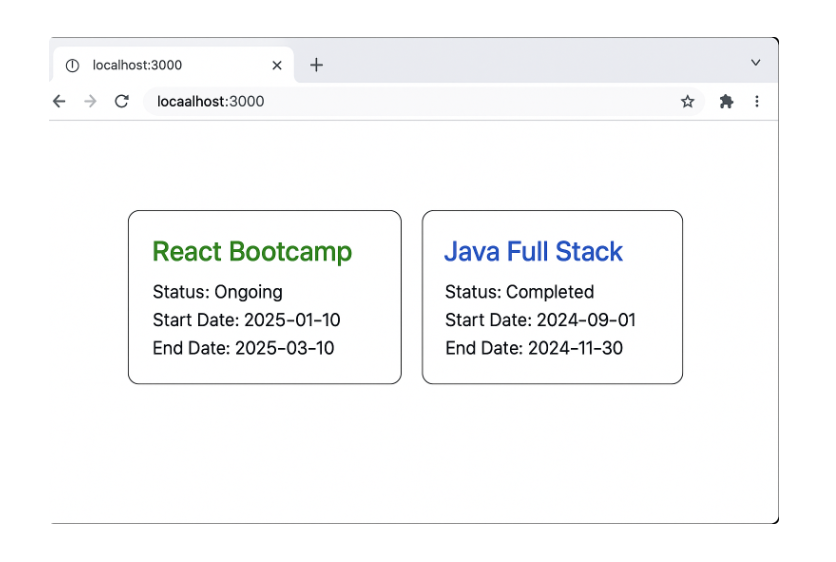 localhost:3000
locaalhost:3000
React Bootcamp
Status: Ongoing
Start Date: 2025-01-10
End Date: 2025-03-10
Java Full Stack
Status: Completed
Start Date: 2024-09-01
End Date: 2024-11-30